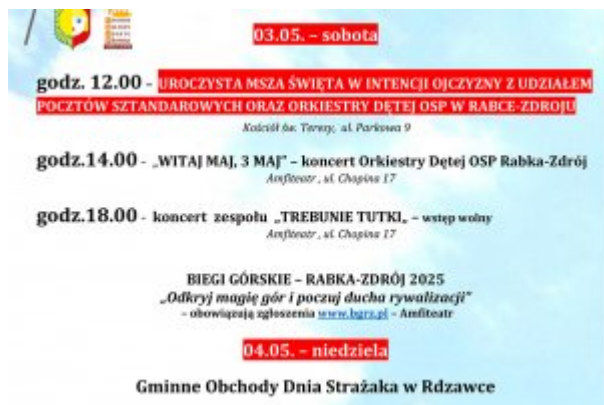 03.05. – sobota
godz. 12.00 - UROCZYSTA MSZA ŚWIĘTA W INTENCJI OJCZYZNY Z UDZIAŁEM
POCZTÓW SZTANDAROWYCH ORAZ ORKIESTRY DĘTEJ OSP W RABCE-ZDROJU
Kościół św. Teresy, ul. Parkowa 9
godz.14.00 - „WITAJ MAJ, 3 MAJ" – koncert Orkiestry Dętej OSP Rabka-Zdrój
Amfiteatr , ul. Chopina 17
godz.18.00 - koncert zespołu „TREBUNIE TUTKI„ – wstęp wolny
Amfiteatr , ul. Chopina 17
BIEGI GÓRSKIE – RABKA-ZDRÓJ 2025
„Odkryj magię gór i poczuj ducha rywalizacji"
– obowiązują zgłoszenia www.bgrz.pl – Amfiteatr
04.05. – niedziela
Gminne Obchody Dnia Strażaka w Rdzawce